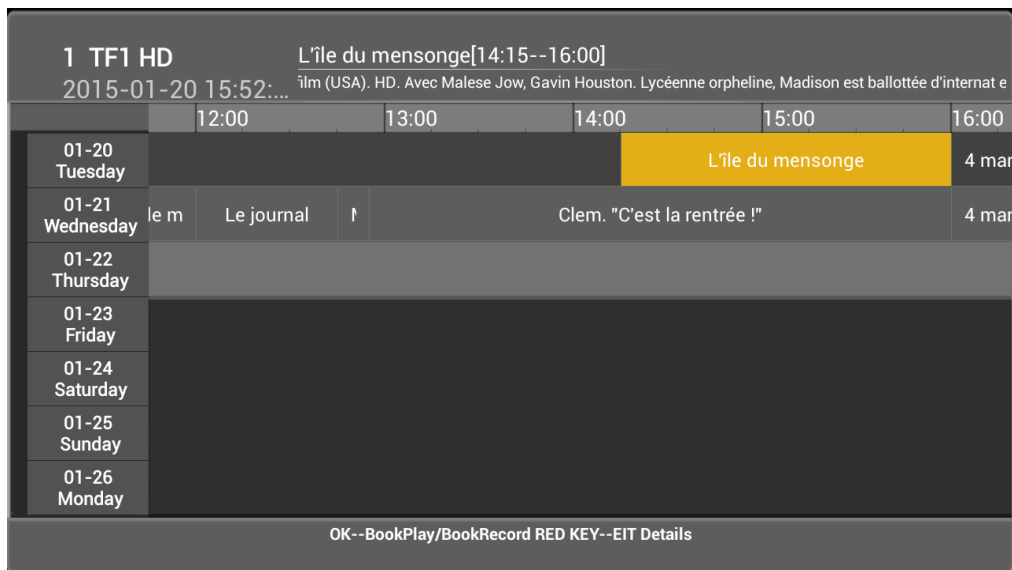 1 TF1 HD
L'île du mensonge[14:15--16:00]
2015-01-20 15:52:...
film (USA). HD. Avec Malese Jow, Gavin Houston. Lycéenne orpheline, Madison est ballottée d'internat e
12:00 13:00 14:00 15:00 16:00
01-20
Tuesday
L'île du mensonge
4 mar
01-21
Wednesday
le m
Le journal
Clem. "C'est la rentrée !"
4 mar
01-22
Thursday
01-23
Friday
01-24
Saturday
01-25
Sunday
01-26
Monday
OK--BookPlay/BookRecord RED KEY--EIT Details